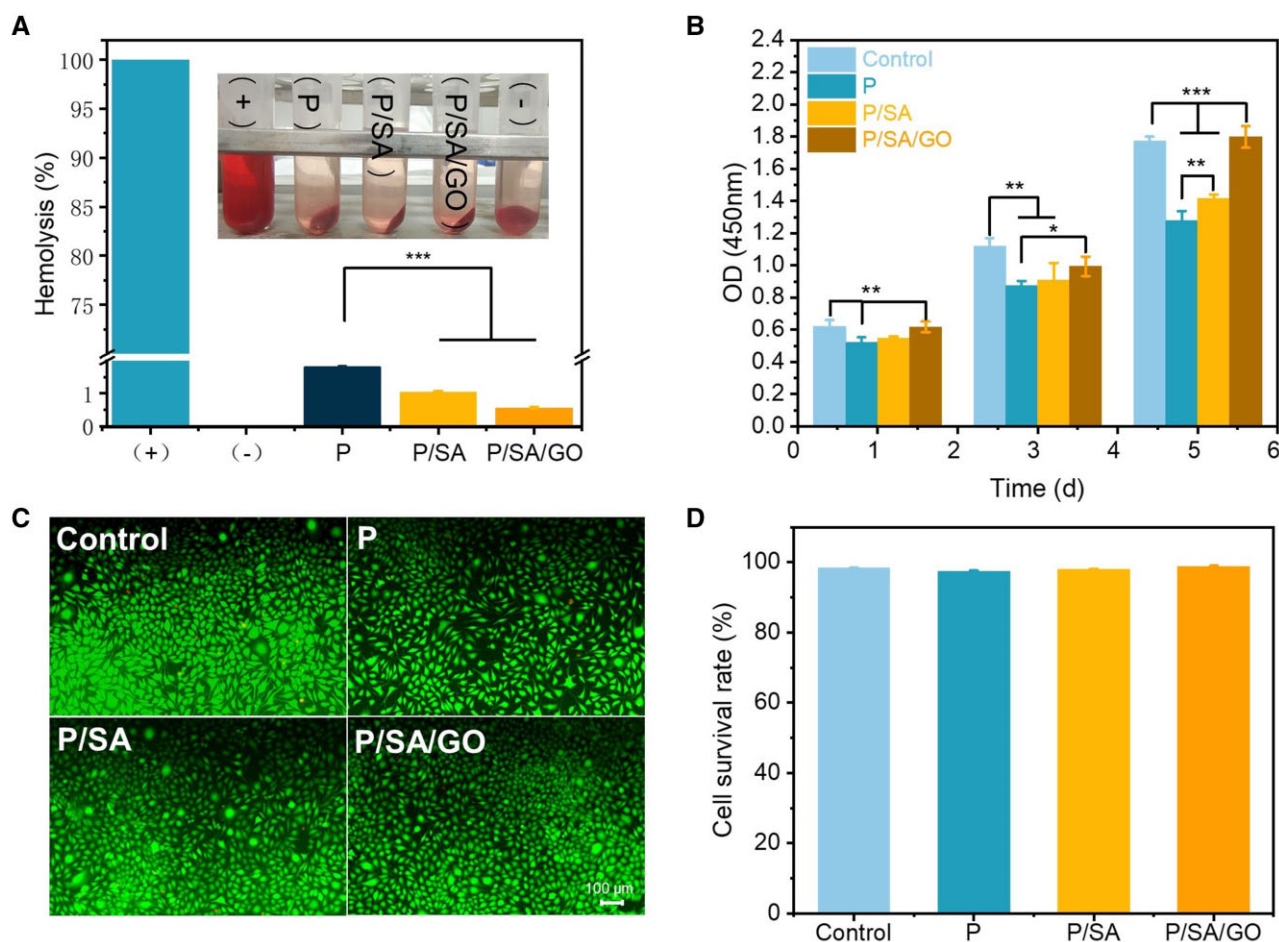 A
Hemolysis (%)
100
95
90
85
80
75
1
0
(+)
(P)
(P/SA)
(P/SA/GO)
(-)
***
(+)
(-)
P
P/SA
P/SA/GO
B
OD (450nm)
2.4
2.2
2.0
1.8
1.6
1.4
1.2
1.0
0.8
0.6
0.4
0.2
0.0
Control
P
P/SA
P/SA/GO
**
**
*
***
**
0
1
2
3
4
5
6
Time (d)
C
Control
P
P/SA
P/SA/GO
100 µm
D
Cell survival rate (%)
100
80
60
40
20
0
Control
P
P/SA
P/SA/GO